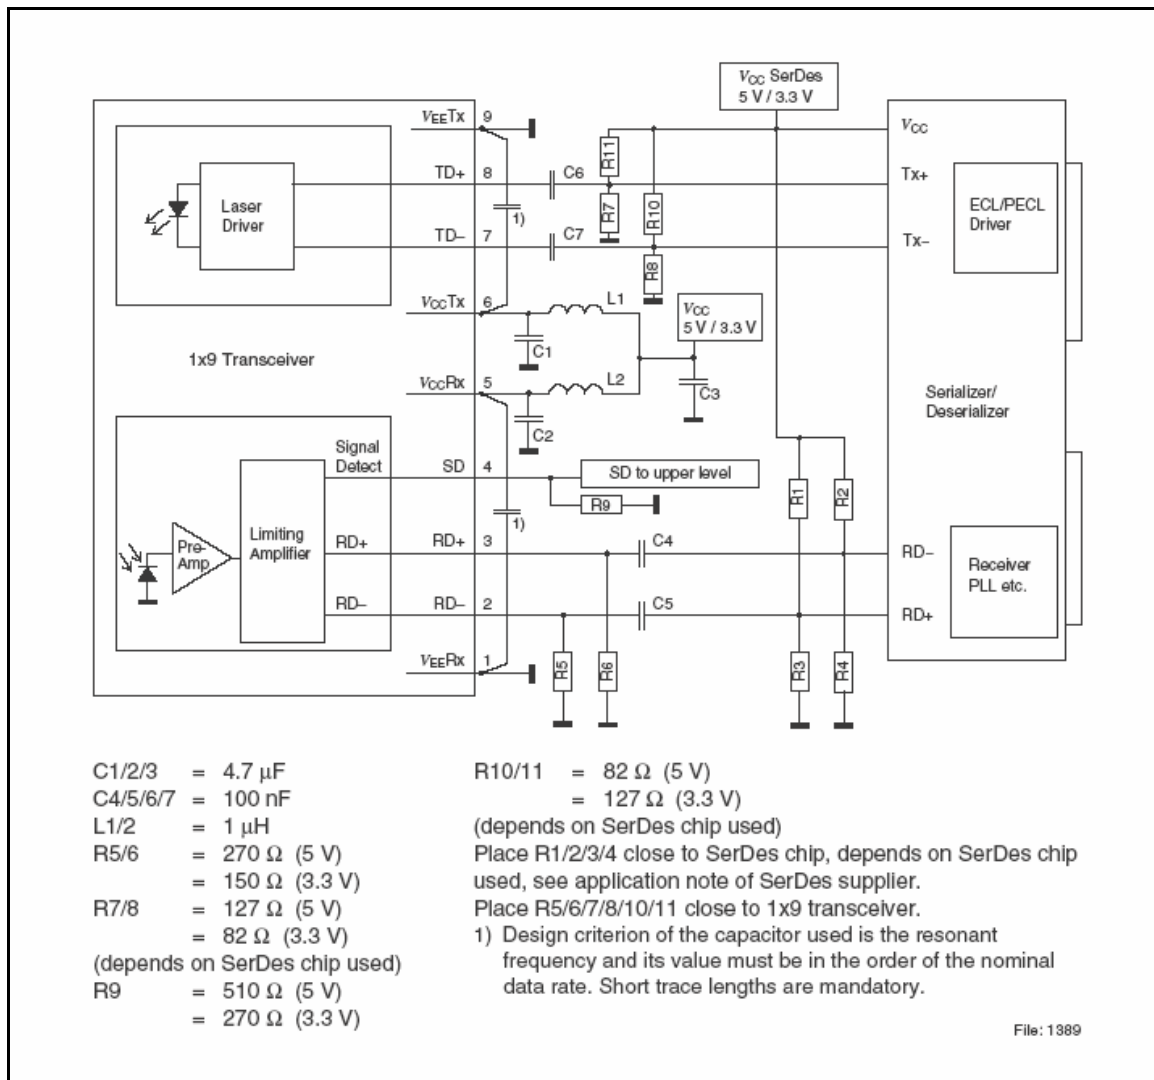 VCC SerDes
5 V / 3.3 V
VEETx 9
VCC
R11
TD+ 8 C6
Tx+
Laser
Driver
R7
R10
ECL/PECL
Driver
1)
TD– 7 C7
Tx–
R8
VCCTx 6 L1
VCC
5 V / 3.3 V
C1
1x9 Transceiver
VCCRx 5 L2
C3
Serializer/
Deserializer
C2
Signal
Detect
SD 4
SD to upper level
R9
R1
R2
1)
Limiting
Amplifier
Pre-
Amp
RD+ RD+ 3 C4
RD–
Receiver
PLL etc.
RD– RD– 2 C5
RD+
VEERx 1
R5
R6
R3
R4
C1/2/3 = 4.7 µF
C4/5/6/7 = 100 nF
L1/2 = 1 µH
R5/6 = 270 Ω (5 V)
= 150 Ω (3.3 V)
R7/8 = 127 Ω (5 V)
= 82 Ω (3.3 V)
(depends on SerDes chip used)
R9 = 510 Ω (5 V)
= 270 Ω (3.3 V)
R10/11 = 82 Ω (5 V)
= 127 Ω (3.3 V)
(depends on SerDes chip used)
Place R1/2/3/4 close to SerDes chip, depends on SerDes chip
used, see application note of SerDes supplier.
Place R5/6/7/8/10/11 close to 1x9 transceiver.
1) Design criterion of the capacitor used is the resonant
frequency and its value must be in the order of the nominal
data rate. Short trace lengths are mandatory.
File: 1389